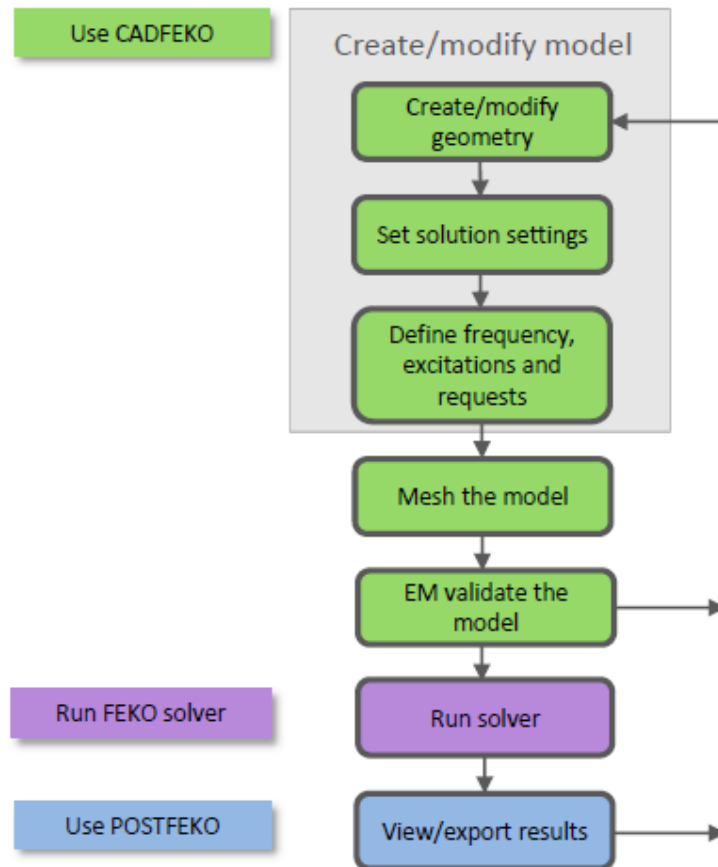 Use CADFEKO
Create/modify model
Create/modify
geometry
Set solution settings
Define frequency,
excitations and
requests
Mesh the model
EM validate the
model
Run FEKO solver
Run solver
Use POSTFEKO
View/export results